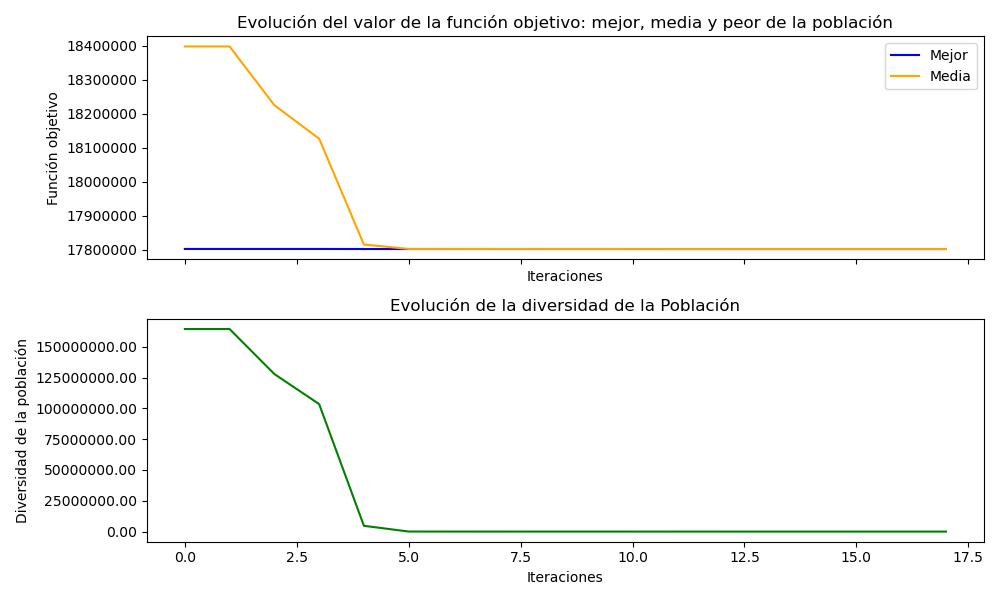 Evolución del valor de la función objetivo: mejor, media y peor de la población
18400000
18300000
18200000
18100000
18000000
17900000
17800000
Función objetivo
Mejor
Media
Iteraciones
Evolución de la diversidad de la Población
150000000.00
125000000.00
100000000.00
75000000.00
50000000.00
25000000.00
0.00
Diversidad de la población
0.0 2.5 5.0 7.5 10.0 12.5 15.0 17.5
Iteraciones